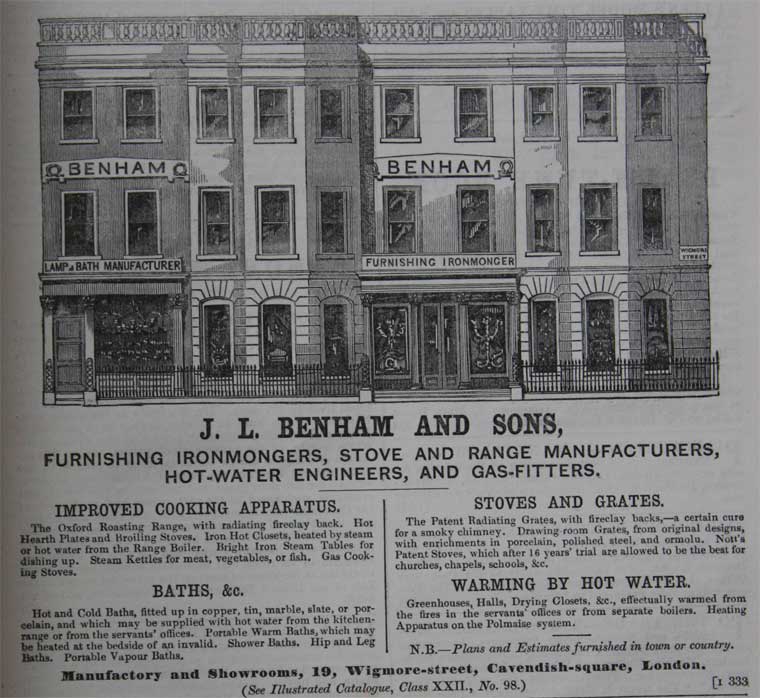 BENHAM
BENHAM
LAMP & BATH MANUFACTURER
FURNISHING IRONMONGER
WIGMORE
STREET
J. L. BENHAM AND SONS,
FURNISHING IRONMONGERS, STOVE AND RANGE MANUFACTURERS,
HOT-WATER ENGINEERS, AND GAS-FITTERS.
IMPROVED COOKING APPARATUS.
The Oxford Roasting Range, with radiating fireclay back. Hot
Hearth Plates and Broiling Stoves. Iron Hot Closets, heated by steam
or hot water from the Range Boiler. Bright Iron Steam Tables for
dishing up. Steam Kettles for meat, vegetables, or fish. Gas Cook-
ing Stoves.
BATHS, &c.
Hot and Cold Baths, fitted up in copper, tin, marble, slate, or por-
celain, and which may be supplied with hot water from the kitchen-
range or from the servants' offices. Portable Warm Baths, which may
be heated at the bedside of an invalid. Shower Baths. Hip and Leg
Baths. Portable Vapour Baths.
STOVES AND GRATES.
The Patent Radiating Grates, with fireclay backs,—a certain cure
for a smoky chimney. Drawing room Grates, from original designs,
with enrichments in porcelain, polished steel, and ormolu. Nott's
Patent Stoves, which after 16 years' trial are allowed to be the best for
churches, chapels, schools, &c.
WARMING BY HOT WATER.
Greenhouses, Halls, Drying Closets, &c., effectually warmed from
the fires in the servants' offices or from separate boilers. Heating
Apparatus on the Polmaise system.
N.B.—Plans and Estimates furnished in town or country.
Manufactory and Showrooms, 19, Wigmore-street, Cavendish-square, London.
(See Illustrated Catalogue, Class XXII., No. 98.)
[1 333